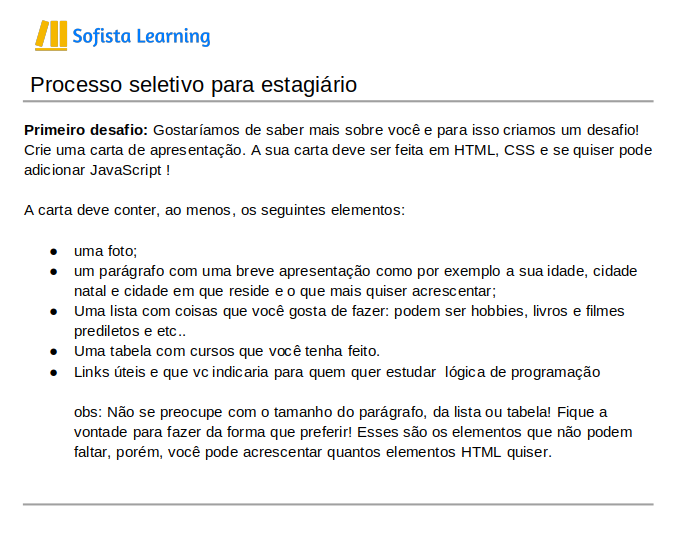 Sofista Learning
Processo seletivo para estagiário
Primeiro desafio: Gostaríamos de saber mais sobre você e para isso criamos um desafio!
Crie uma carta de apresentação. A sua carta deve ser feita em HTML, CSS e se quiser pode
adicionar JavaScript !
A carta deve conter, ao menos, os seguintes elementos:
● uma foto;
● um parágrafo com uma breve apresentação como por exemplo a sua idade, cidade
natal e cidade em que reside e o que mais quiser acrescentar;
● Uma lista com coisas que você gosta de fazer: podem ser hobbies, livros e filmes
prediletos e etc..
● Uma tabela com cursos que você tenha feito.
● Links úteis e que vc indicaria para quem quer estudar  lógica de programação
obs: Não se preocupe com o tamanho do parágrafo, da lista ou tabela! Fique a
vontade para fazer da forma que preferir! Esses são os elementos que não podem
faltar, porém, você pode acrescentar quantos elementos HTML quiser.